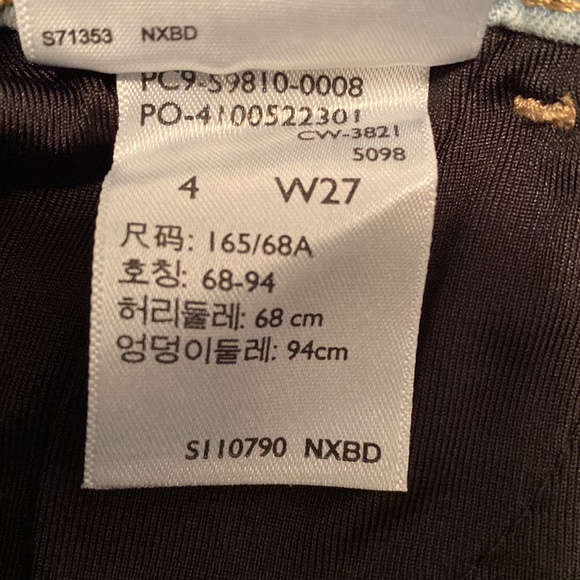 S71353 NXBD
PC9-S9810-0008
PO-4100522301
CW-3821
5098
4 W27
尺码: 165/68A
호칭: 68-94
허리둘레: 68 cm
엉덩이둘레: 94cm
S110790 NXBD